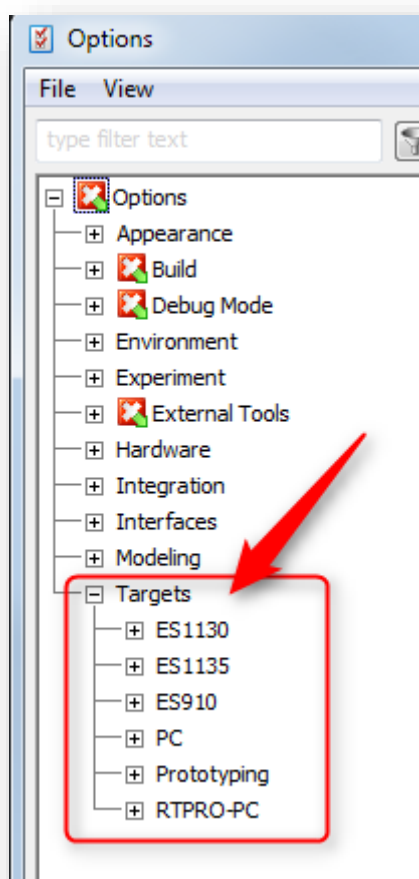 Options
File View
type filter text
Options
Appearance
Build
Debug Mode
Environment
Experiment
External Tools
Hardware
Integration
Interfaces
Modeling
Targets
ES1130
ES1135
ES910
PC
Prototyping
RTPRO-PC